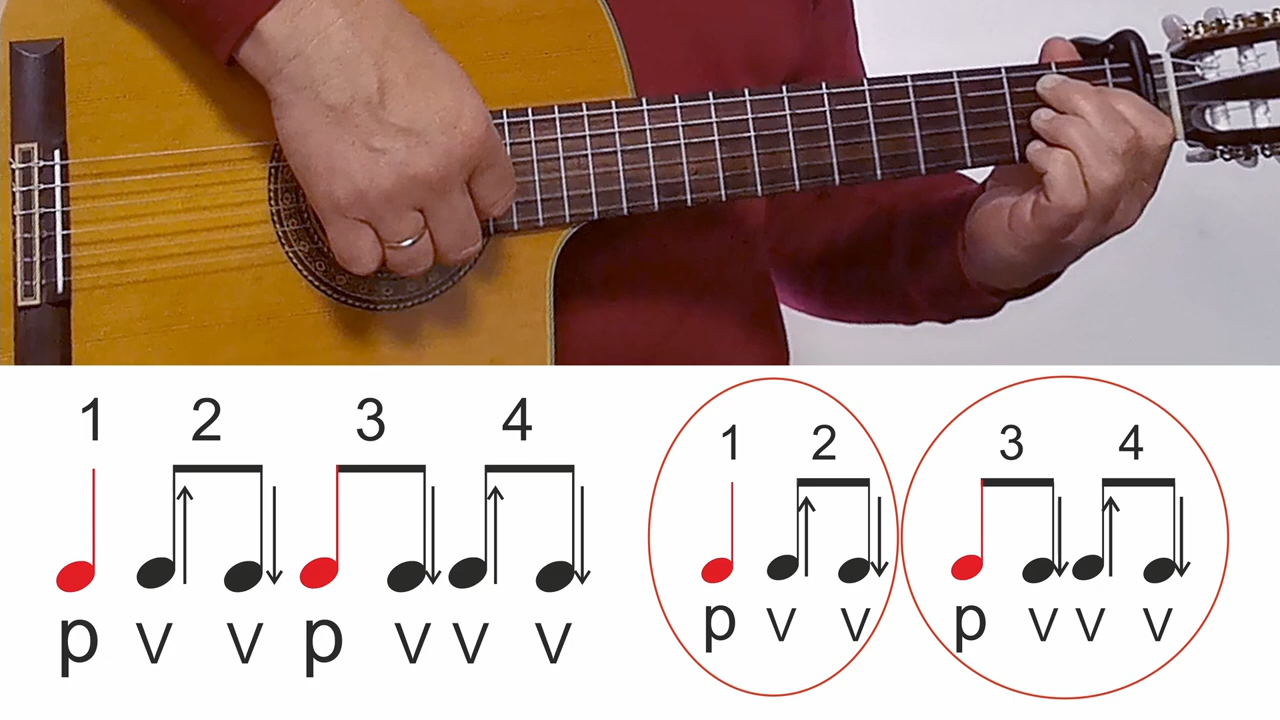 1 2 3 4
p v v p v v v
1 2
p v v
3 4
p v v v